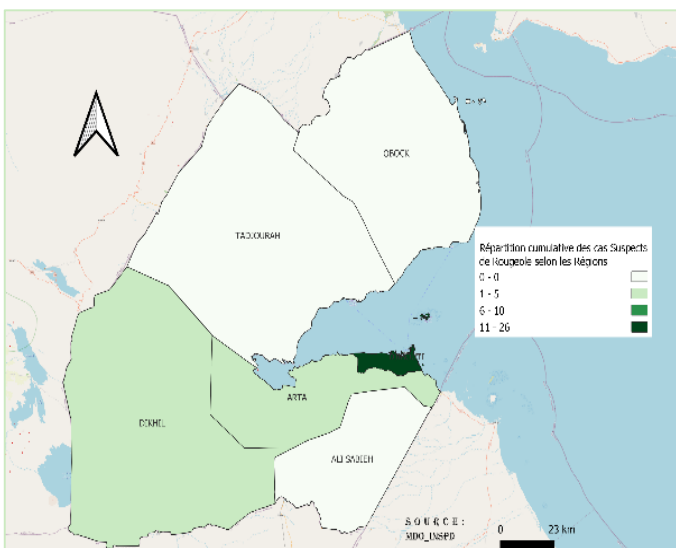 OBOCK
TADJOURAH
Répartition cumulative des cas Suspects
de Rougeole selon les Régions
0 - 0
1 - 5
6 - 10
11 - 26
ARTA
DIKHIL
ALI SABIEH
SOURCE:
MDO_INSPD
0 23 km